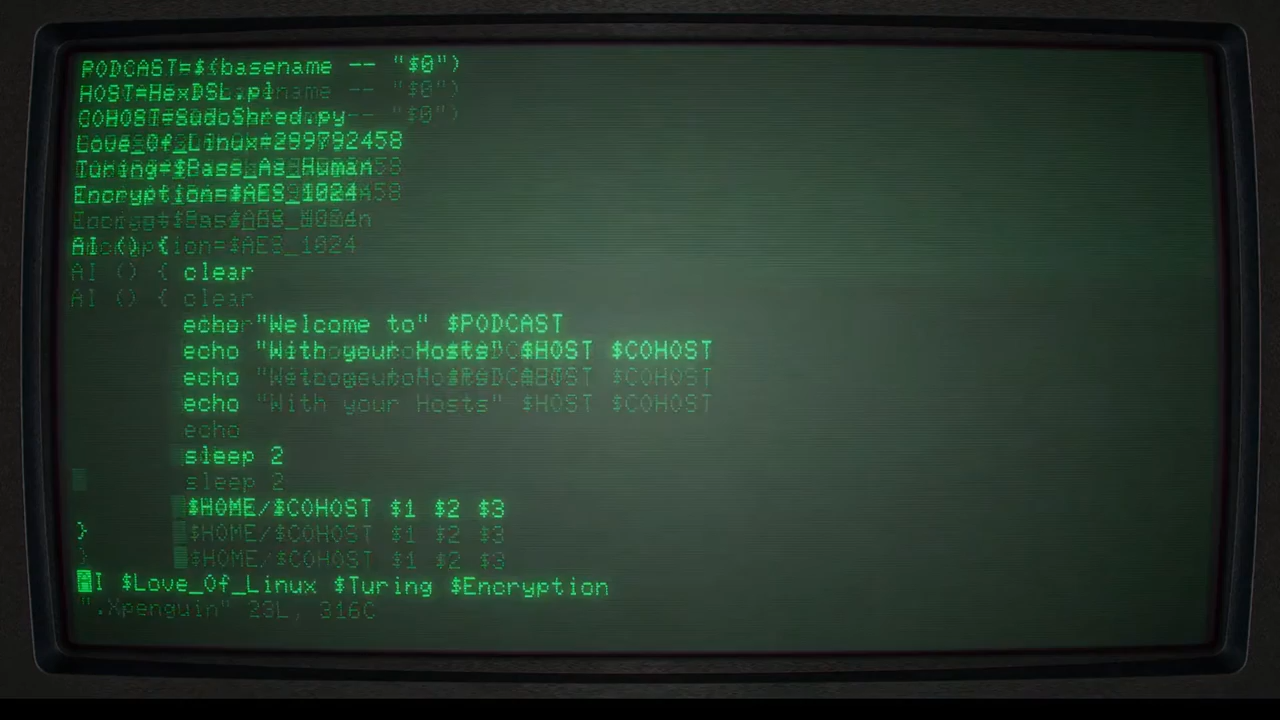 PODCAST=$(basename -- "$0")
HOST=HexDSL.pl
COHOST=SudoShred.py
Love_Of_Linux=299792458
Turing=$Pass_As_Human
Encryption=$AES_1024
AI () {
clear
echo "Welcome to" $PODCAST
echo "With your Hosts" $HOST $COHOST
echo
echo
sleep 2
$HOME/$COHOST $1 $2 $3
}
AI $Love_Of_Linux $Turing $Encryption
".Xpenguin" 23L, 316C